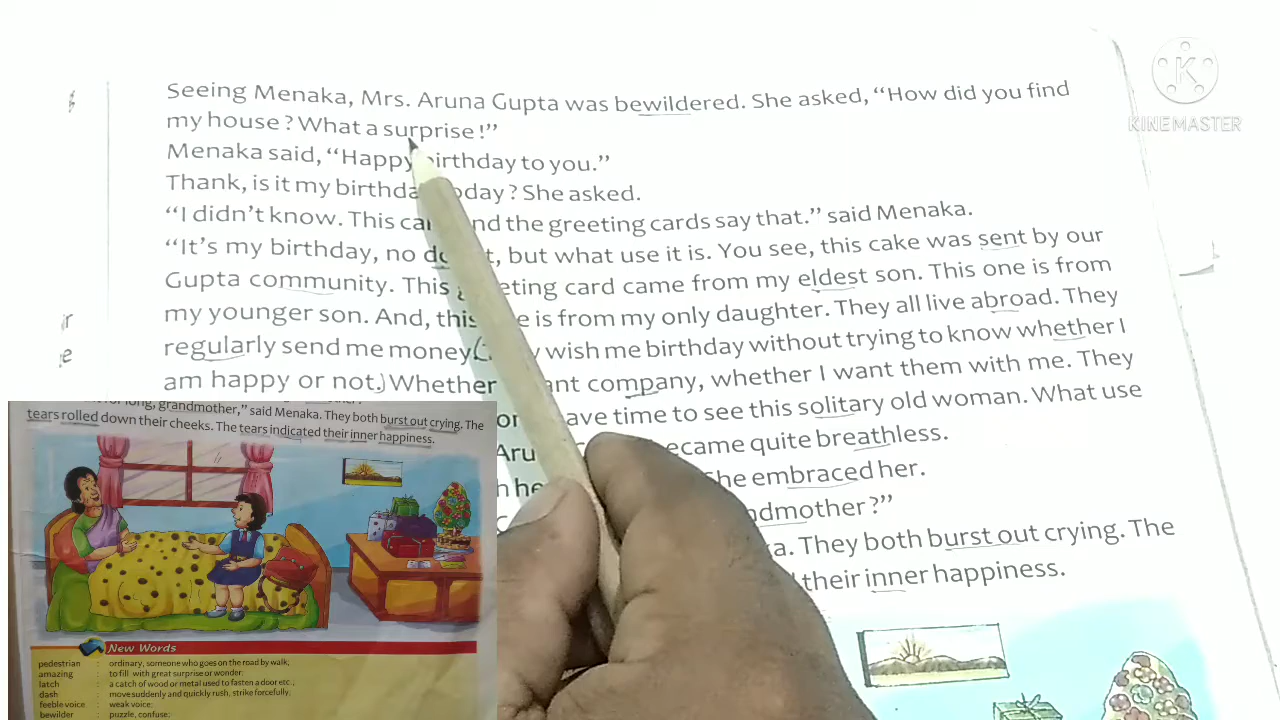 Seeing Menaka, Mrs. Aruna Gupta was bewildered. She asked, “How did you find
my house? What a surprise!”
Menaka said, “Happy birthday to you.”
Thank, is it my birthday today? She asked.
“I didn’t know. This and the greeting cards say that.” said Menaka.
“It’s my birthday, no, but what use it is. You see, this cake was sent by our
Gupta community. This greeting card came from my eldest son. This one is from
my younger son. And, this is from my only daughter. They all live abroad. They
regularly send me money wish me birthday without trying to know whether I
am happy or not.) Whether company, whether I want them with me. They
time to see this solitary old woman. What use
Aru became quite breathless.
she embraced her.
grandmother?”
They both burst out crying. The
their inner happiness.
KINEMASTER
long, grandmother,” said Menaka. They both burst out crying. The
tears rolled down their cheeks. The tears indicated their inner happiness.
New Words
pedestrian : ordinary, someone who goes on the road by walk;
amazing : to fill with great surprise or wonder;
latch : a catch of wood or metal used to fasten a door etc.,
dash : move suddenly and quickly rush, strike forcefully;
feeble voice : weak voice;
bewilder : puzzle, confuse;